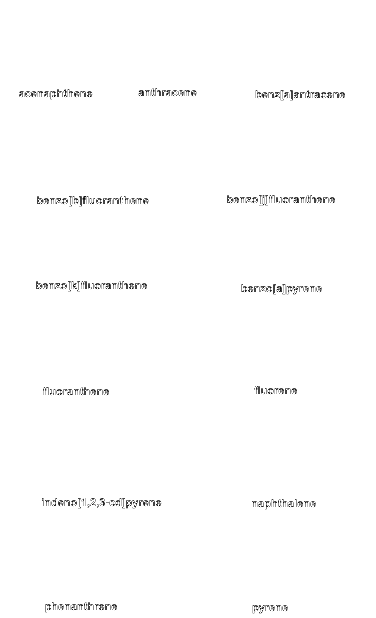 acenaphthene anthracene benz[a]antracene
benzo[b]fluoranthene benzo[j]fluoranthene
benzo[k]fluoranthene benzo[a]pyrene
fluoranthene fluorene
indeno[1,2,3-cd]pyrene naphthalene
phenanthrene pyrene